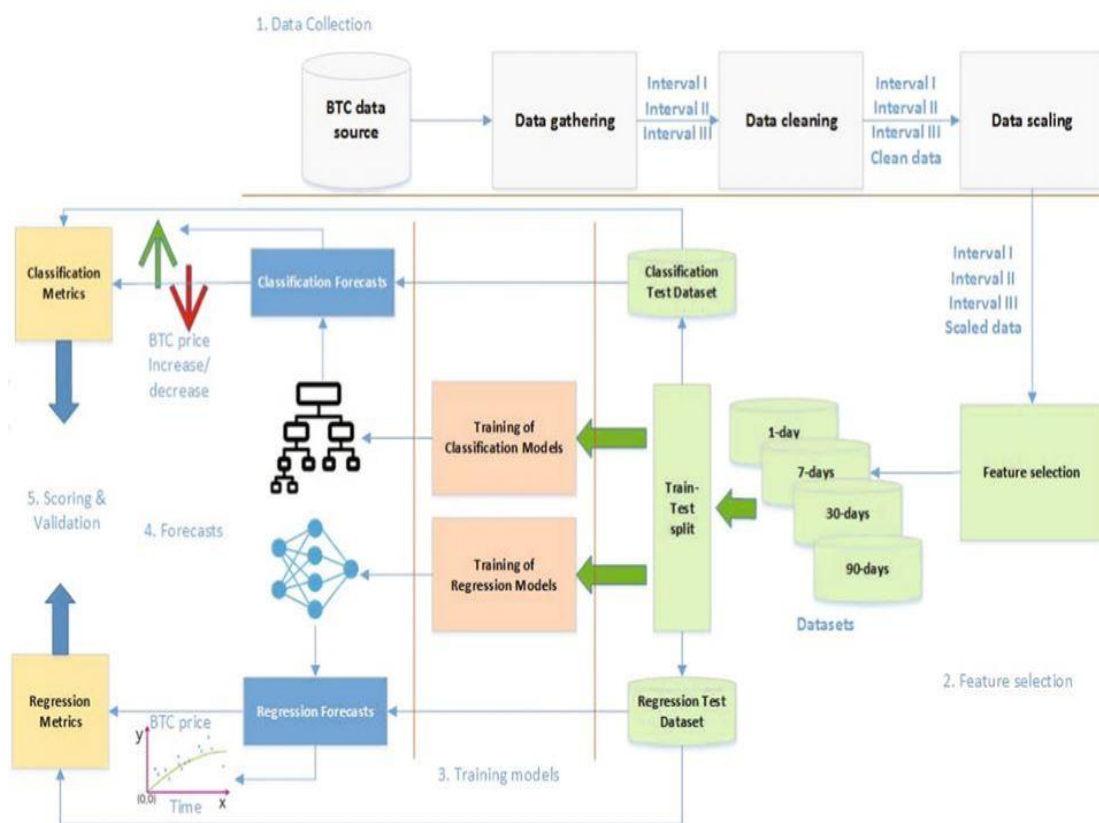 1. Data Collection
BTC data
source
Data gathering
Interval I
Interval II
Interval III
Data cleaning
Interval I
Interval II
Interval III
Clean data
Data scaling
Interval I
Interval II
Interval III
Scaled data
Classification
Metrics
BTC price
Increase/
decrease
Classification Forecasts
Classification
Test Dataset
Training of
Classification Models
Train-
Test
split
1-day
7-days
30-days
90-days
Datasets
Feature selection
5. Scoring &
Validation
4. Forecasts
Training of
Regression Models
2. Feature selection
Regression
Metrics
BTC price
y
(0,0)
Time
x
Regression Forecasts
3. Training models
Regression Test
Dataset